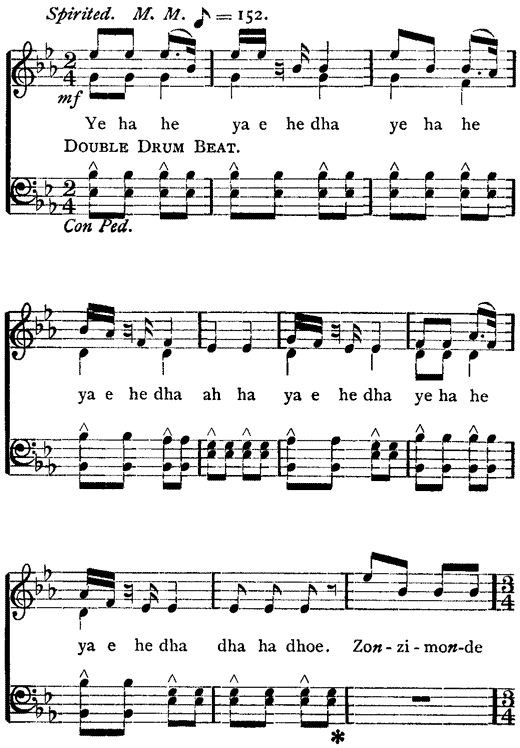 Spirited. M. M. ♪ = 152.
mf
Ye ha he ya e he dha ye ha he
DOUBLE DRUM BEAT.
Con Ped.
ya e he dha ah ha ya e he dha ye ha he
ya e he dha dha ha dhoe. Zon-zi-mon-de